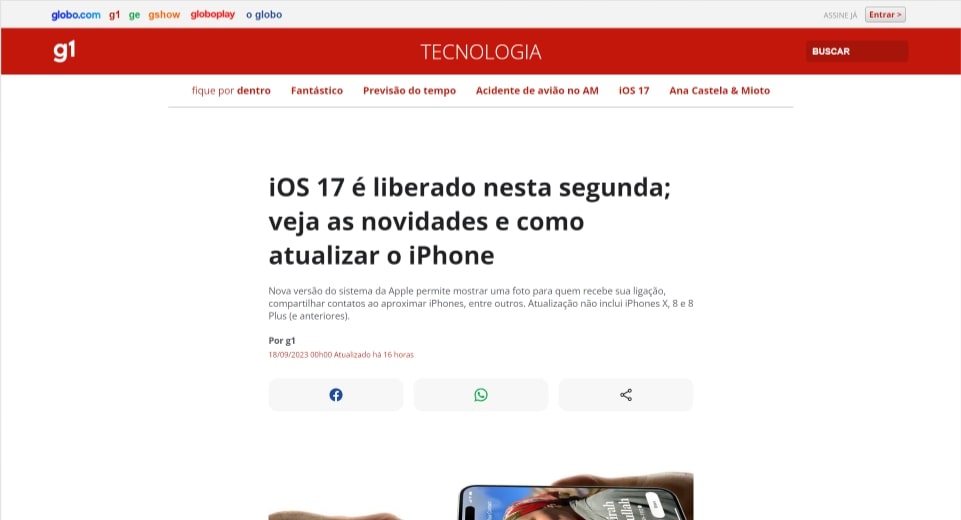 globo.com g1 ge gshow globoplay o globo ASSINE JÁ Entrar >
g1 TECNOLOGIA BUSCAR
fique por dentro Fantástico Previsão do tempo Acidente de avião no AM iOS 17 Ana Castela & Mioto
iOS 17 é liberado nesta segunda;
veja as novidades e como
atualizar o iPhone
Nova versão do sistema da Apple permite mostrar uma foto para quem recebe sua ligação,
compartilhar contatos ao aproximar iPhones, entre outros. Atualização não inclui iPhones X, 8 e 8
Plus (e anteriores).
Por g1
18/09/2023 00h00 Atualizado há 16 horas